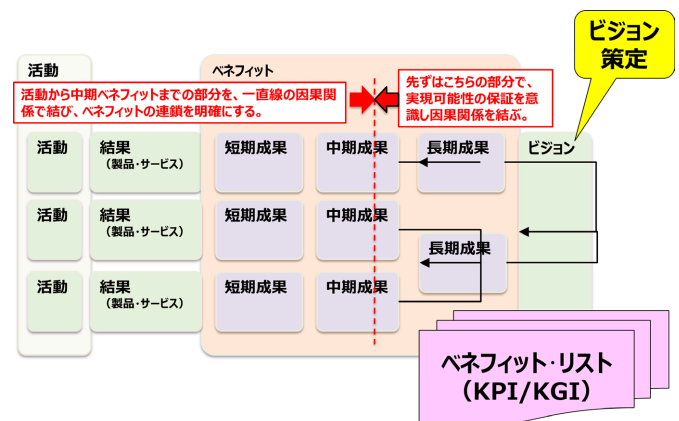 ビジョン
策定
活動
ベネフィット
活動から中期ベネフィットまでの部分を、一直線の因果関
係で結び、ベネフィットの連鎖を明確にする。
先ずはこちらの部分で、
実現可能性の保証を意
識し因果関係を結ぶ。
活動
結果
（製品・サービス）
短期成果
中期成果
長期成果
ビジョン
活動
結果
（製品・サービス）
短期成果
中期成果
長期成果
活動
結果
（製品・サービス）
短期成果
中期成果
ベネフィット・リスト
（KPI/KGI）